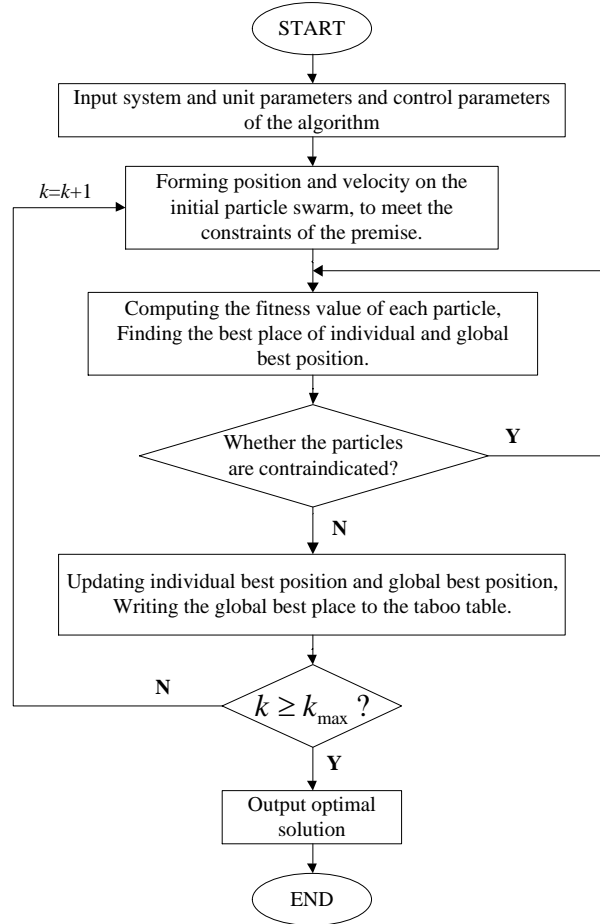 START
Input system and unit parameters and control parameters
of the algorithm
k=k+1
Forming position and velocity on the
initial particle swarm, to meet the
constraints of the premise.
Computing the fitness value of each particle,
Finding the best place of individual and global
best position.
Whether the particles
are contraindicated?
Y
N
Updating individual best position and global best position,
Writing the global best place to the taboo table.
N
k ≥ kmax ?
Y
Output optimal
solution
END